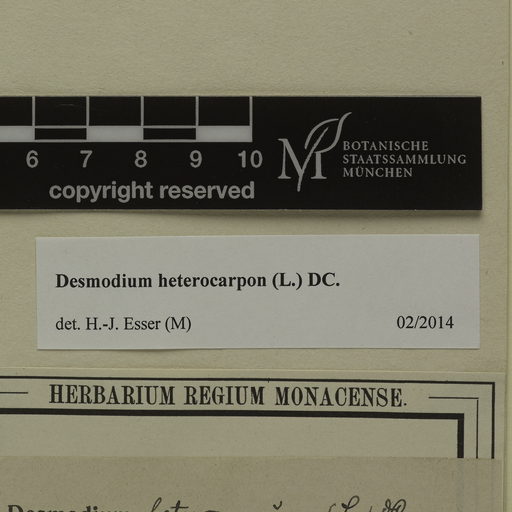 6 7 8 9 10
copyright reserved
M BOTANISCHE
STAATSSAMMLUNG
MÜNCHEN
Desmodium heterocarpon (L.) DC.
det. H.-J. Esser (M) 02/2014
HERBARIUM REGIUM MONACENSE.
Desmodium